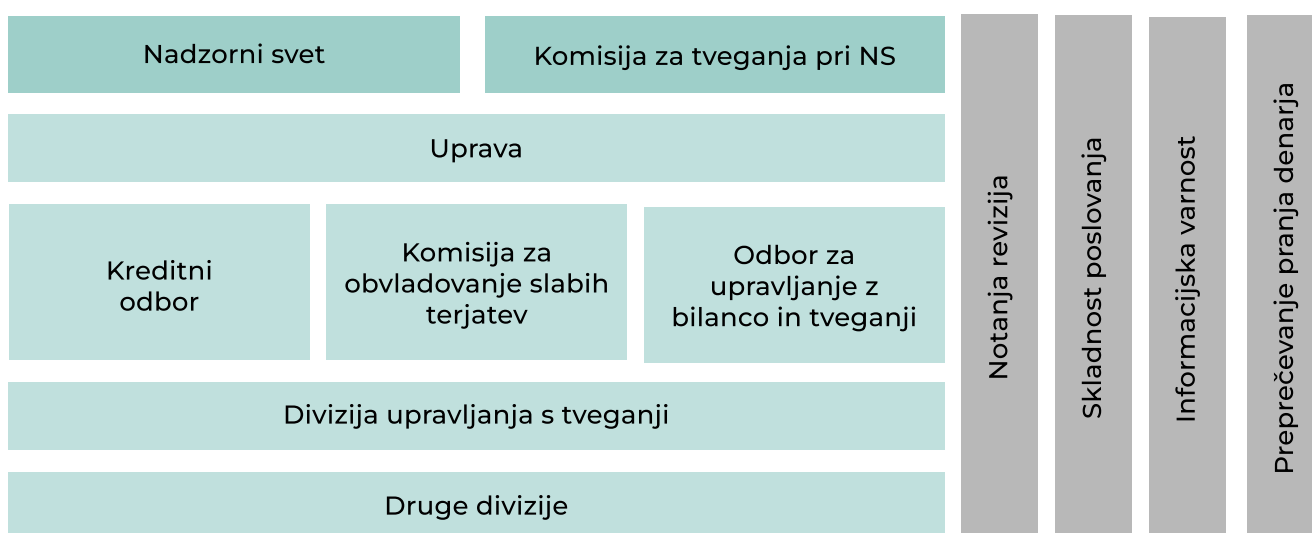 Nadzorni svet
Komisija za tveganja pri NS
Uprava
Kreditni
odbor
Komisija za
obvladovanje slabih
terjatev
Odbor za
upravljanje z
bilanco in tveganji
Divizija upravljanja s tveganji
Druge divizije
Notanja revizija
Skladnost poslovanja
Informacijska varnost
Preprečevanje pranja denarja